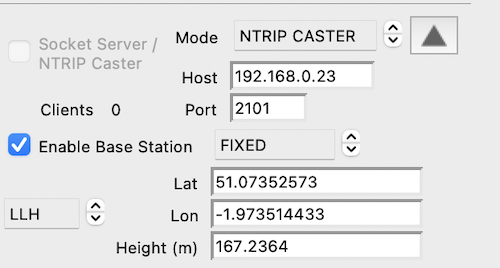 Socket Server /
NTRIP Caster
Mode NTRIP CASTER
Host 192.168.0.23
Clients 0 Port 2101
Enable Base Station FIXED
Lat 51.07352573
LLH Lon -1.973514433
Height (m) 167.2364